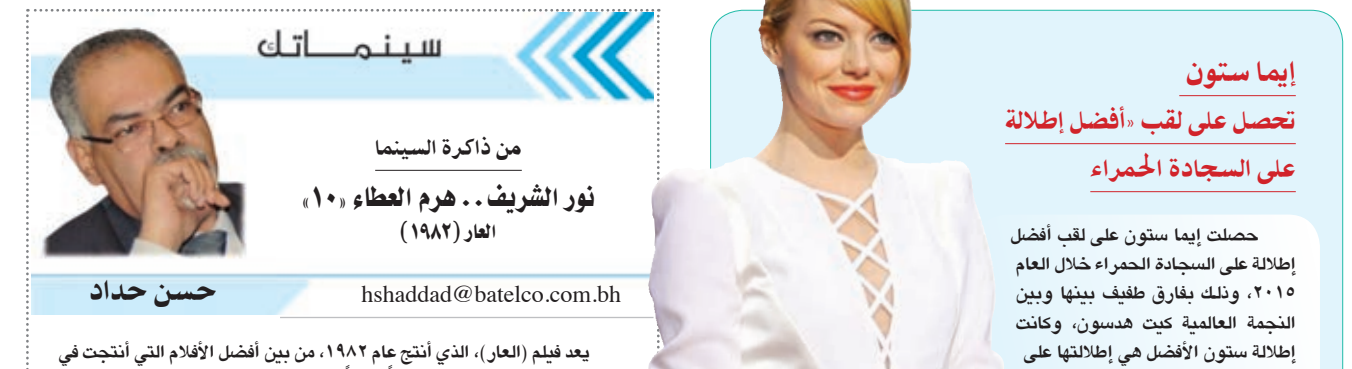 إيما ستون
تحصل على لقب «أفضل إطلالة
على السجادة الحمراء
حصلت إيما ستون على لقب أفضل
إطلالة على السجادة الحمراء خلال العام
٢٠١٥، وذلك بفارق طفيف بينها وبين
النجمة العالمية كيت هدسون، وكانت
إطلالة ستون الأفضل هي إطلالتها على
سينمـــاتك
من ذاكرة السينما
نور الشريف.. هرم العطاء «١٠»
العار (١٩٨٢)
حسن حداد
hshaddad@batelco.com.bh
يعد فيلم (العار)، الذي أنتج عام ١٩٨٢، من بين أفضل الأفلام التي أنتجت في